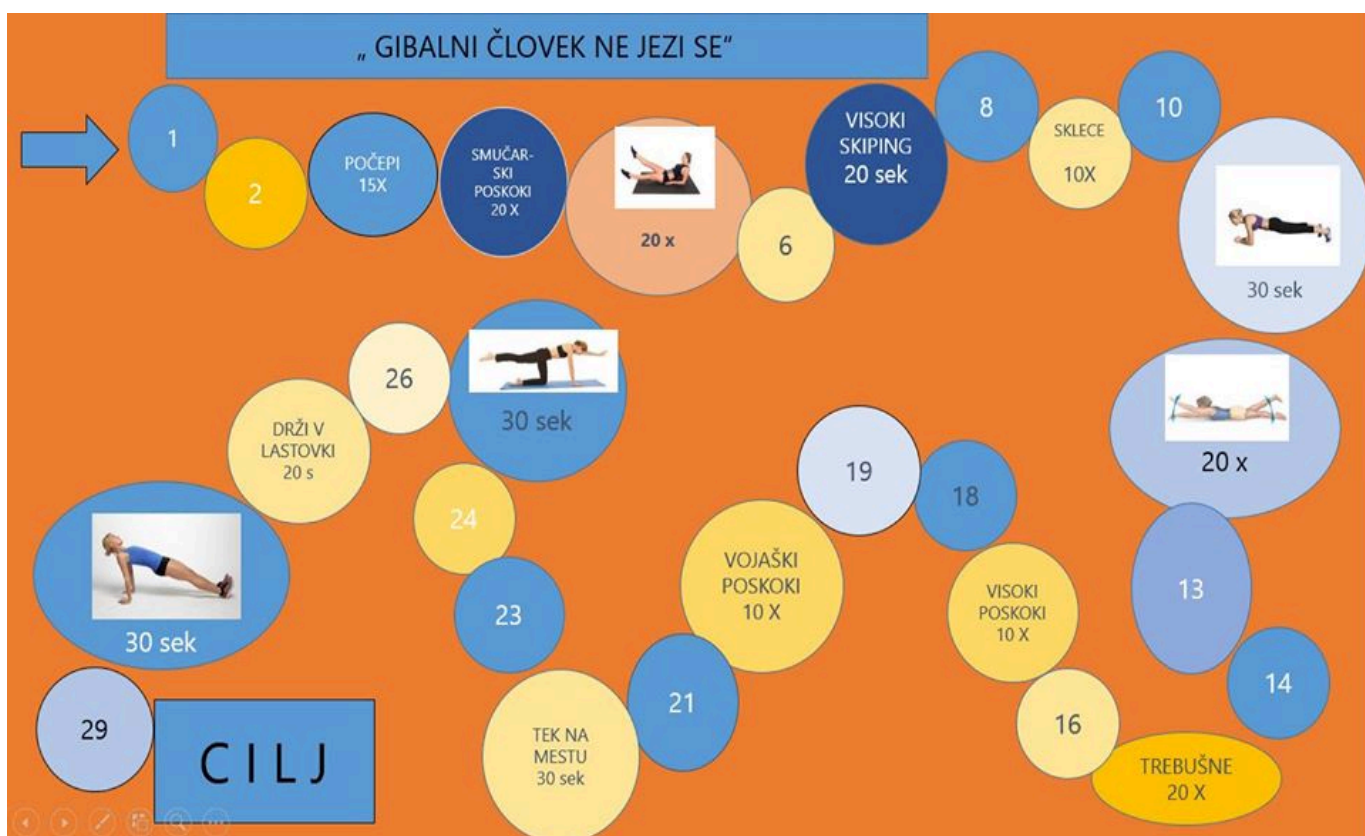 „ GIBALNI ČLOVEK NE JEZI SE“
1
2
POČEPI
15X
SMUČAR-
SKI
POSKOKI
20 X
20 x
6
VISOKI
SKIPING
20 sek
8
SKLECE
10X
10
30 sek
20 x
13
14
TREBUŠNE
20 X
16
VISOKI
POSKOKI
10 X
18
19
VOJAŠKI
POSKOKI
10 X
21
TEK NA
MESTU
30 sek
23
24
30 sek
26
DRŽI V
LASTOVKI
20 s
30 sek
29
C I L J